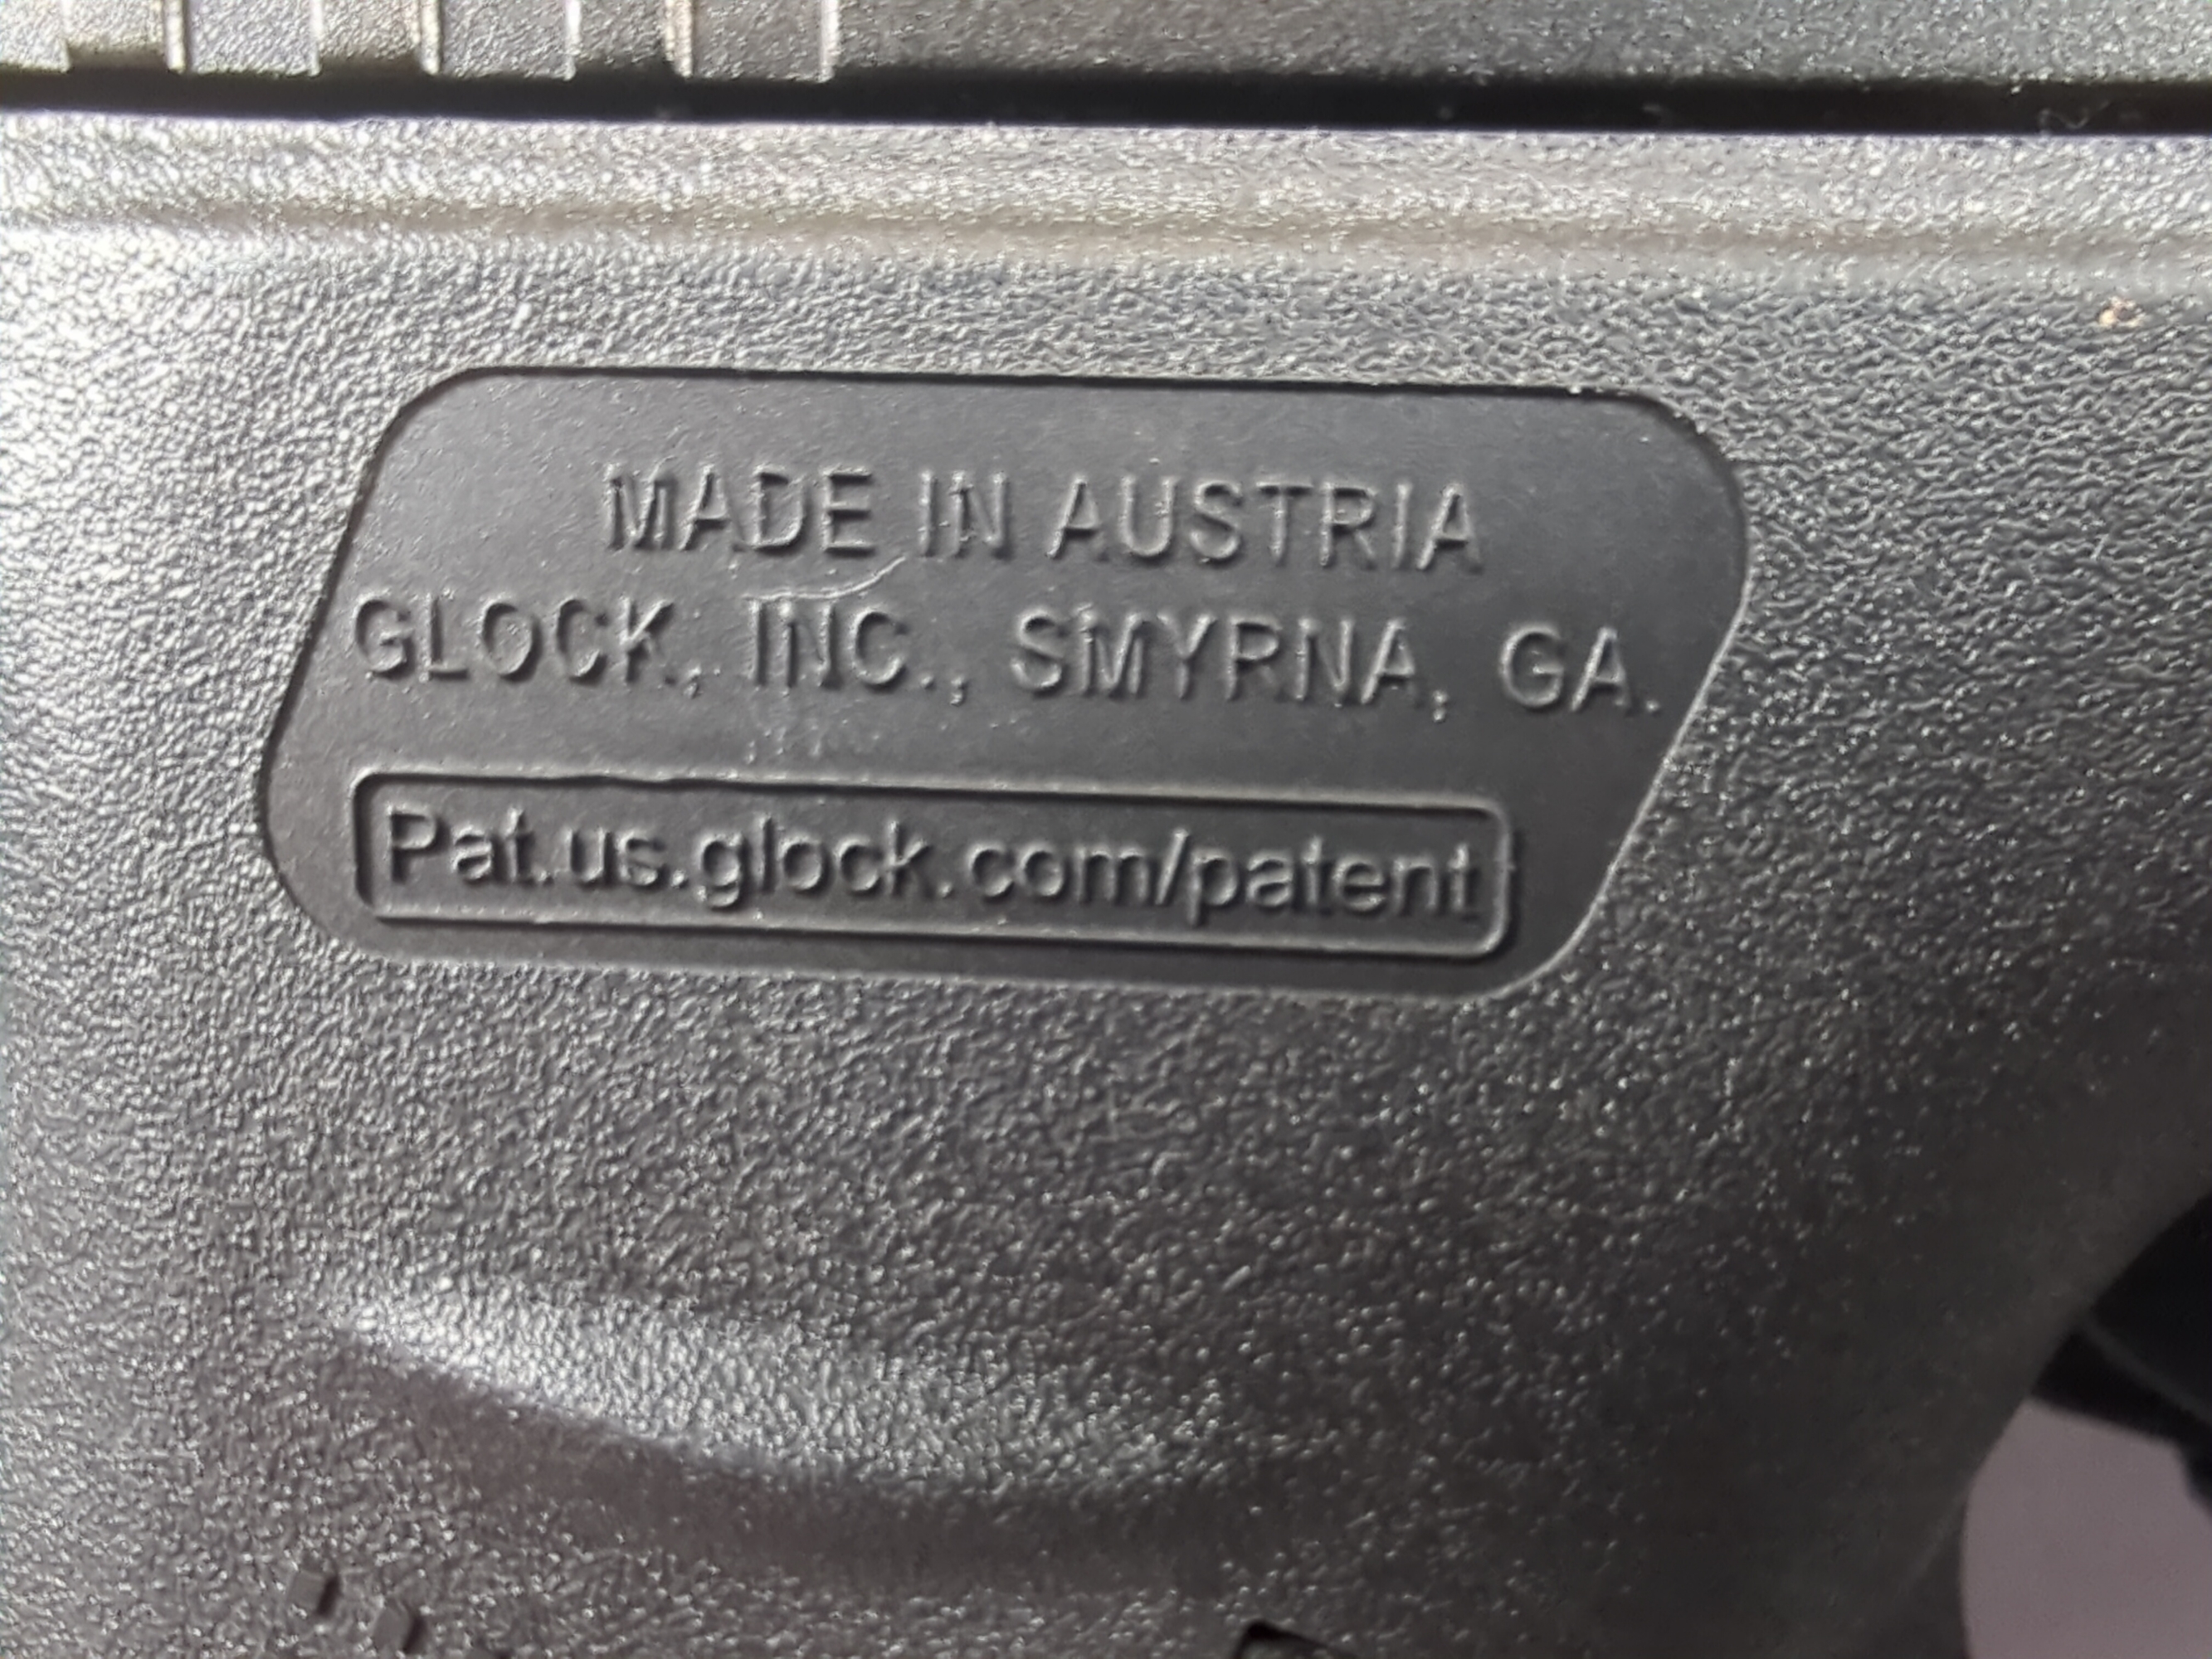 MADE IN AUSTRIA
GLOCK, INC., SMYRNA, GA.
Pat.us.glock.com/patent